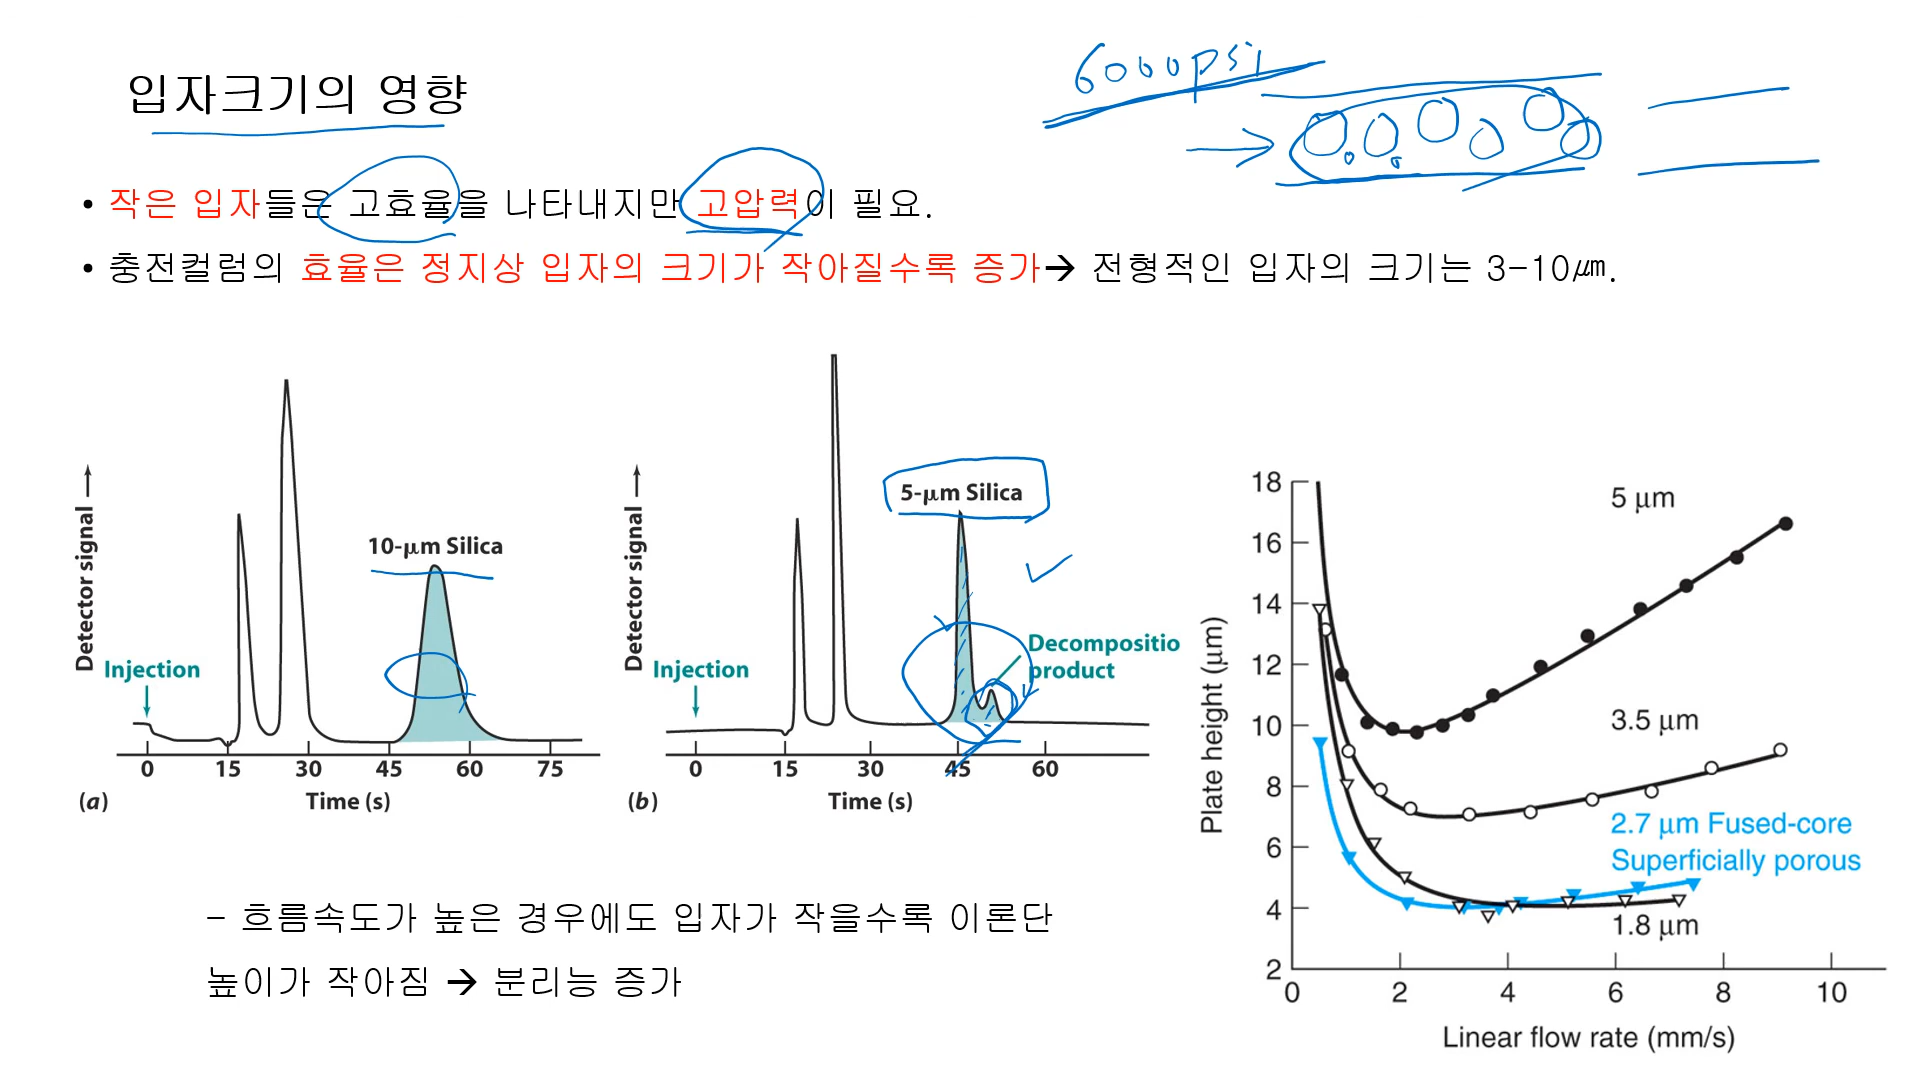 6000psi
입자크기의 영향
• 작은 입자들은 고효율을 나타내지만 고압력이 필요.
• 충전컬럼의 효율은 정지상 입자의 크기가 작아질수록 증가→ 전형적인 입자의 크기는 3-10㎛.
Detector signal →
10-μm Silica
Injection
0 15 30 45 60 75
(a) Time (s)
Detector signal →
5-μm Silica
Decompositio
product
Injection
0 15 30 45 60
(b) Time (s)
Plate height (μm)
18
16
14
12
10
8
6
4
2
5 μm
3.5 μm
2.7 μm Fused-core
Superficially porous
1.8 μm
0 2 4 6 8 10
Linear flow rate (mm/s)
- 흐름속도가 높은 경우에도 입자가 작을수록 이론단
높이가 작아짐 → 분리능 증가